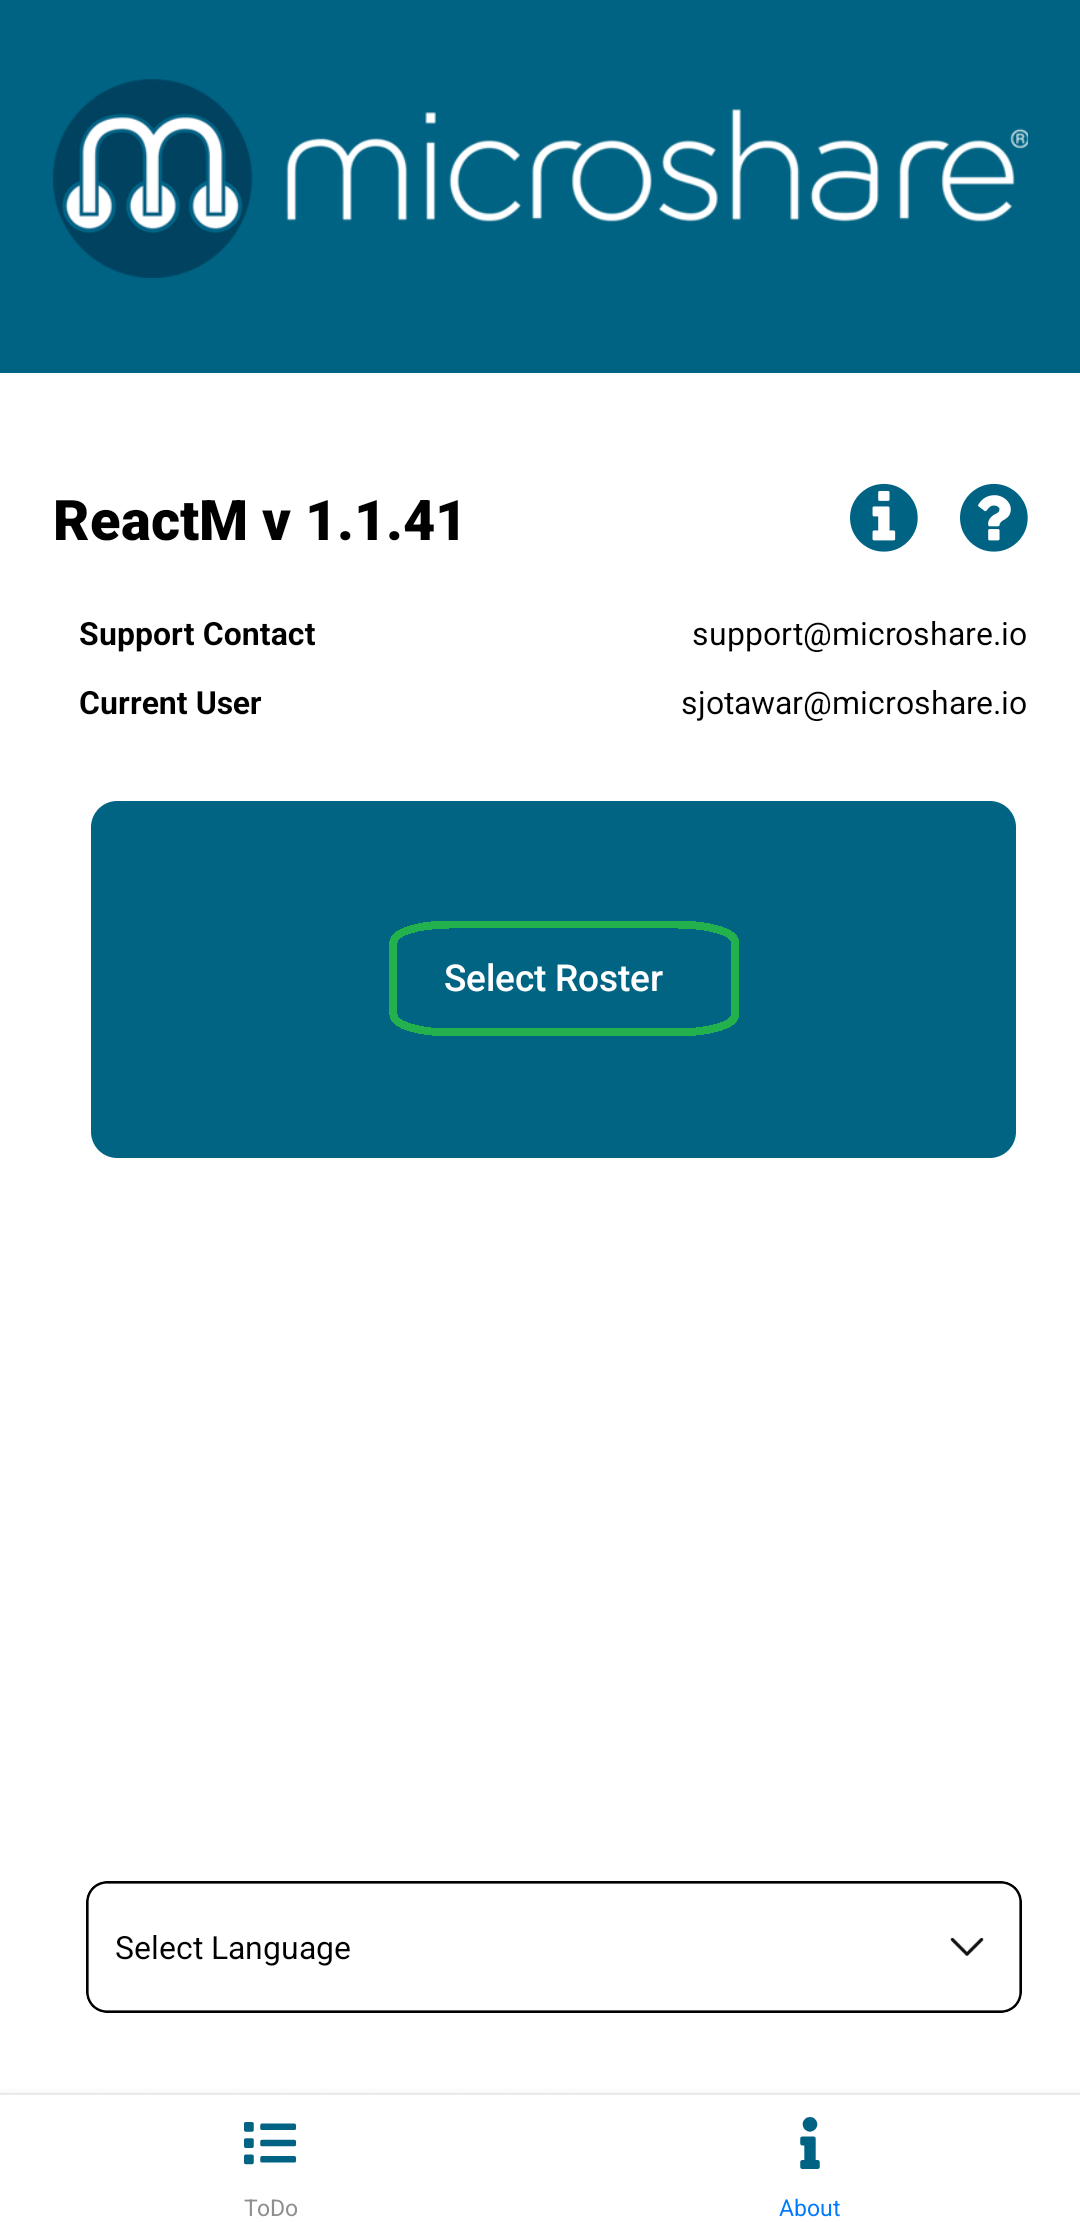 microshare®
ReactM v 1.1.41
Support Contact support@microshare.io
Current User sjotawar@microshare.io
Select Roster
Select Language
ToDo About